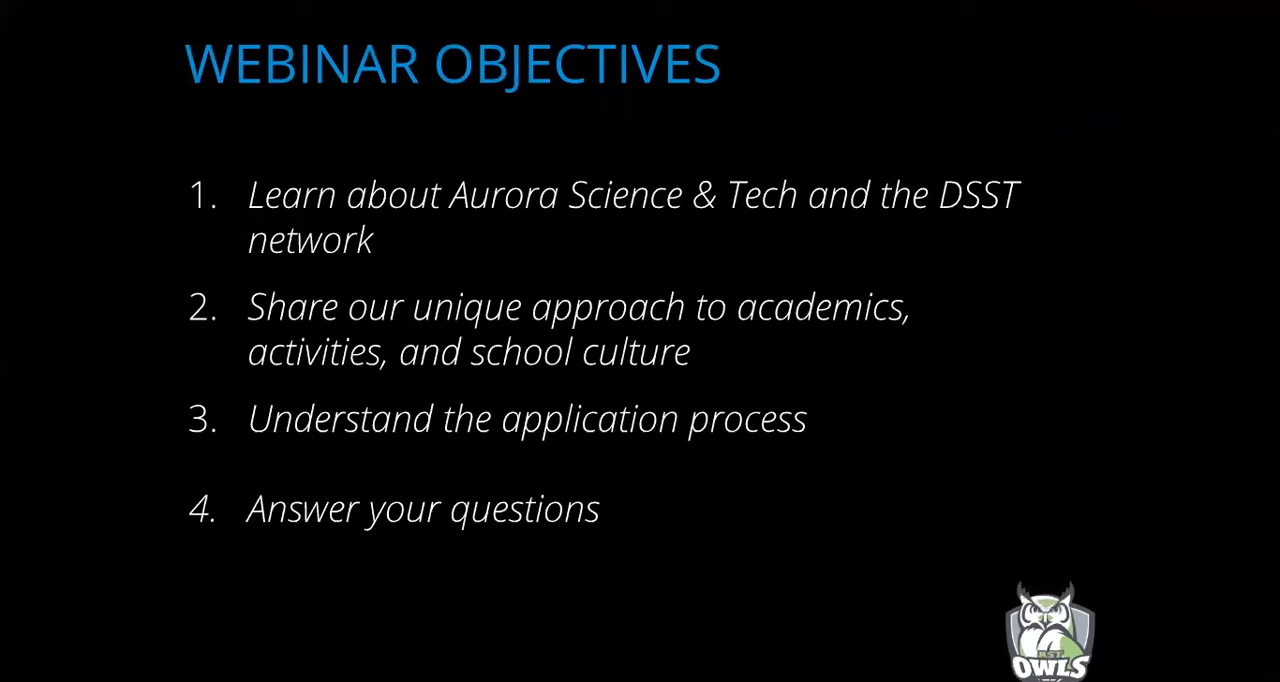 WEBINAR OBJECTIVES
1. Learn about Aurora Science & Tech and the DSST
network
2. Share our unique approach to academics,
activities, and school culture
3. Understand the application process
4. Answer your questions
AST
OWLS